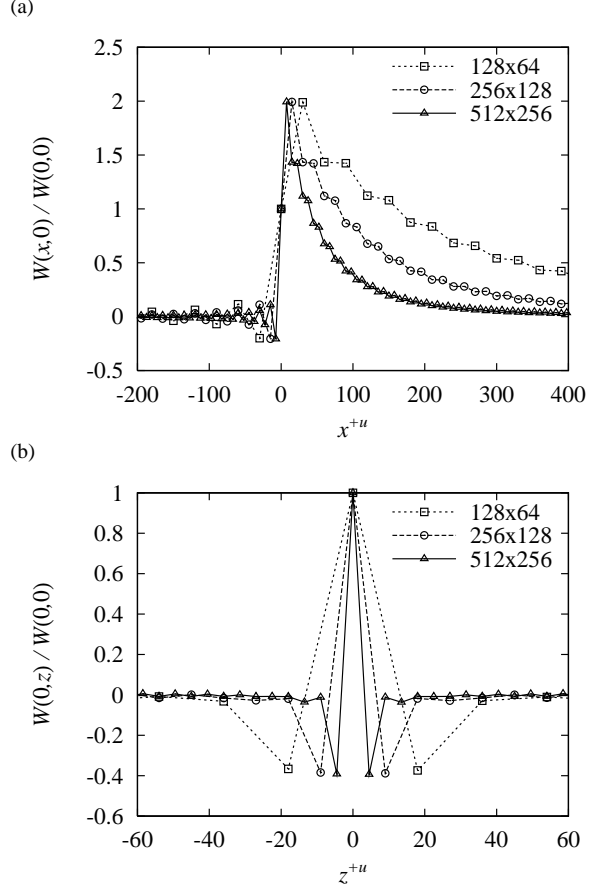 (a)
W(x,0) / W(0,0)
2.5
2
1.5
1
0.5
0
-0.5
128x64
256x128
512x256
-200 -100 0 100 200 300 400
x^{+u}
(b)
W(0,z) / W(0,0)
1
0.8
0.6
0.4
0.2
0
-0.2
-0.4
-0.6
128x64
256x128
512x256
-60 -40 -20 0 20 40 60
z^{+u}